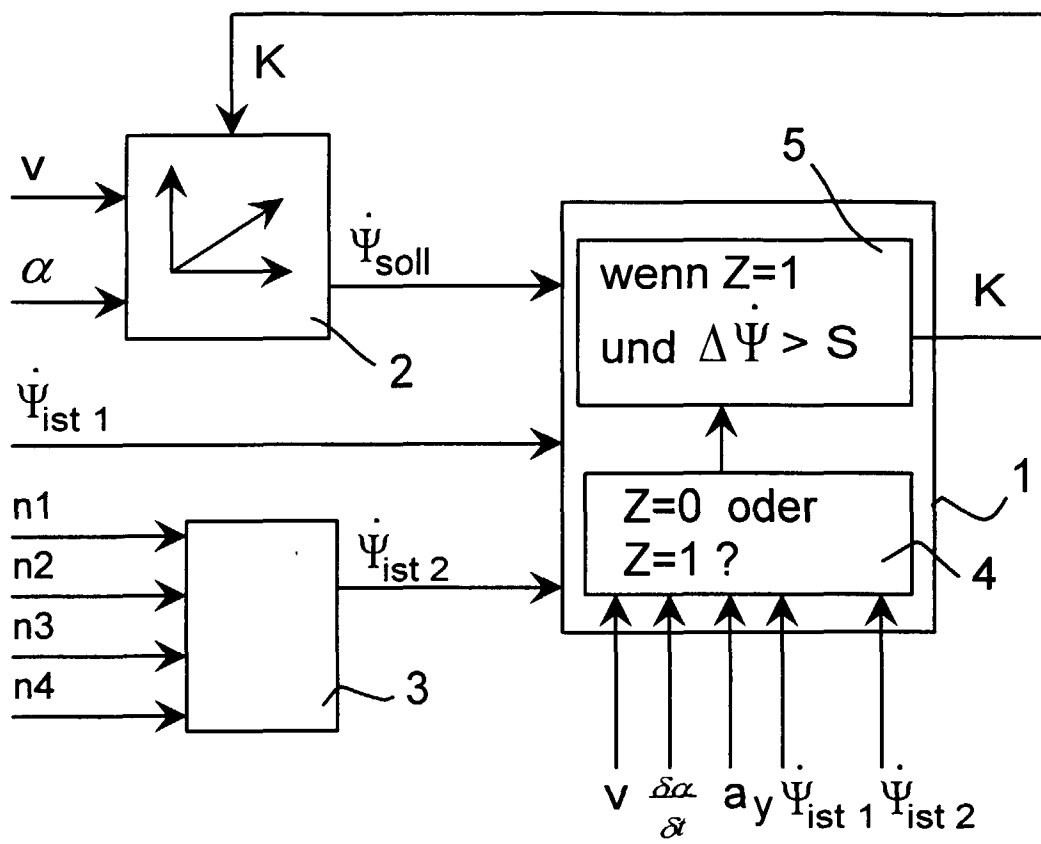 K
v
α
Ψ̇soll
2
5
wenn Z=1
und ΔΨ̇ > S
K
Ψ̇ist 1
n1
n2
n3
n4
Ψ̇ist 2
3
Z=0 oder
Z=1 ?
1
4
v δα/δt ay Ψ̇ist 1 Ψ̇ist 2